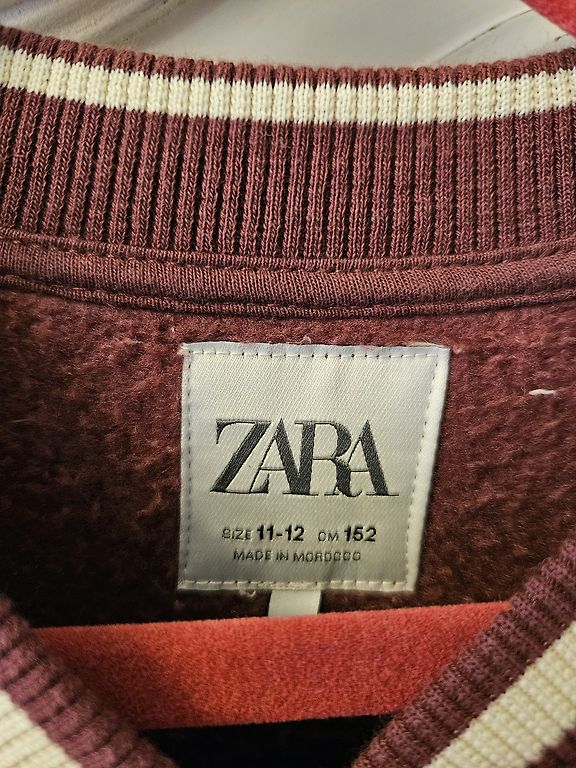 ZARA
SIZE 11-12 CM 152
MADE IN MOROCCO